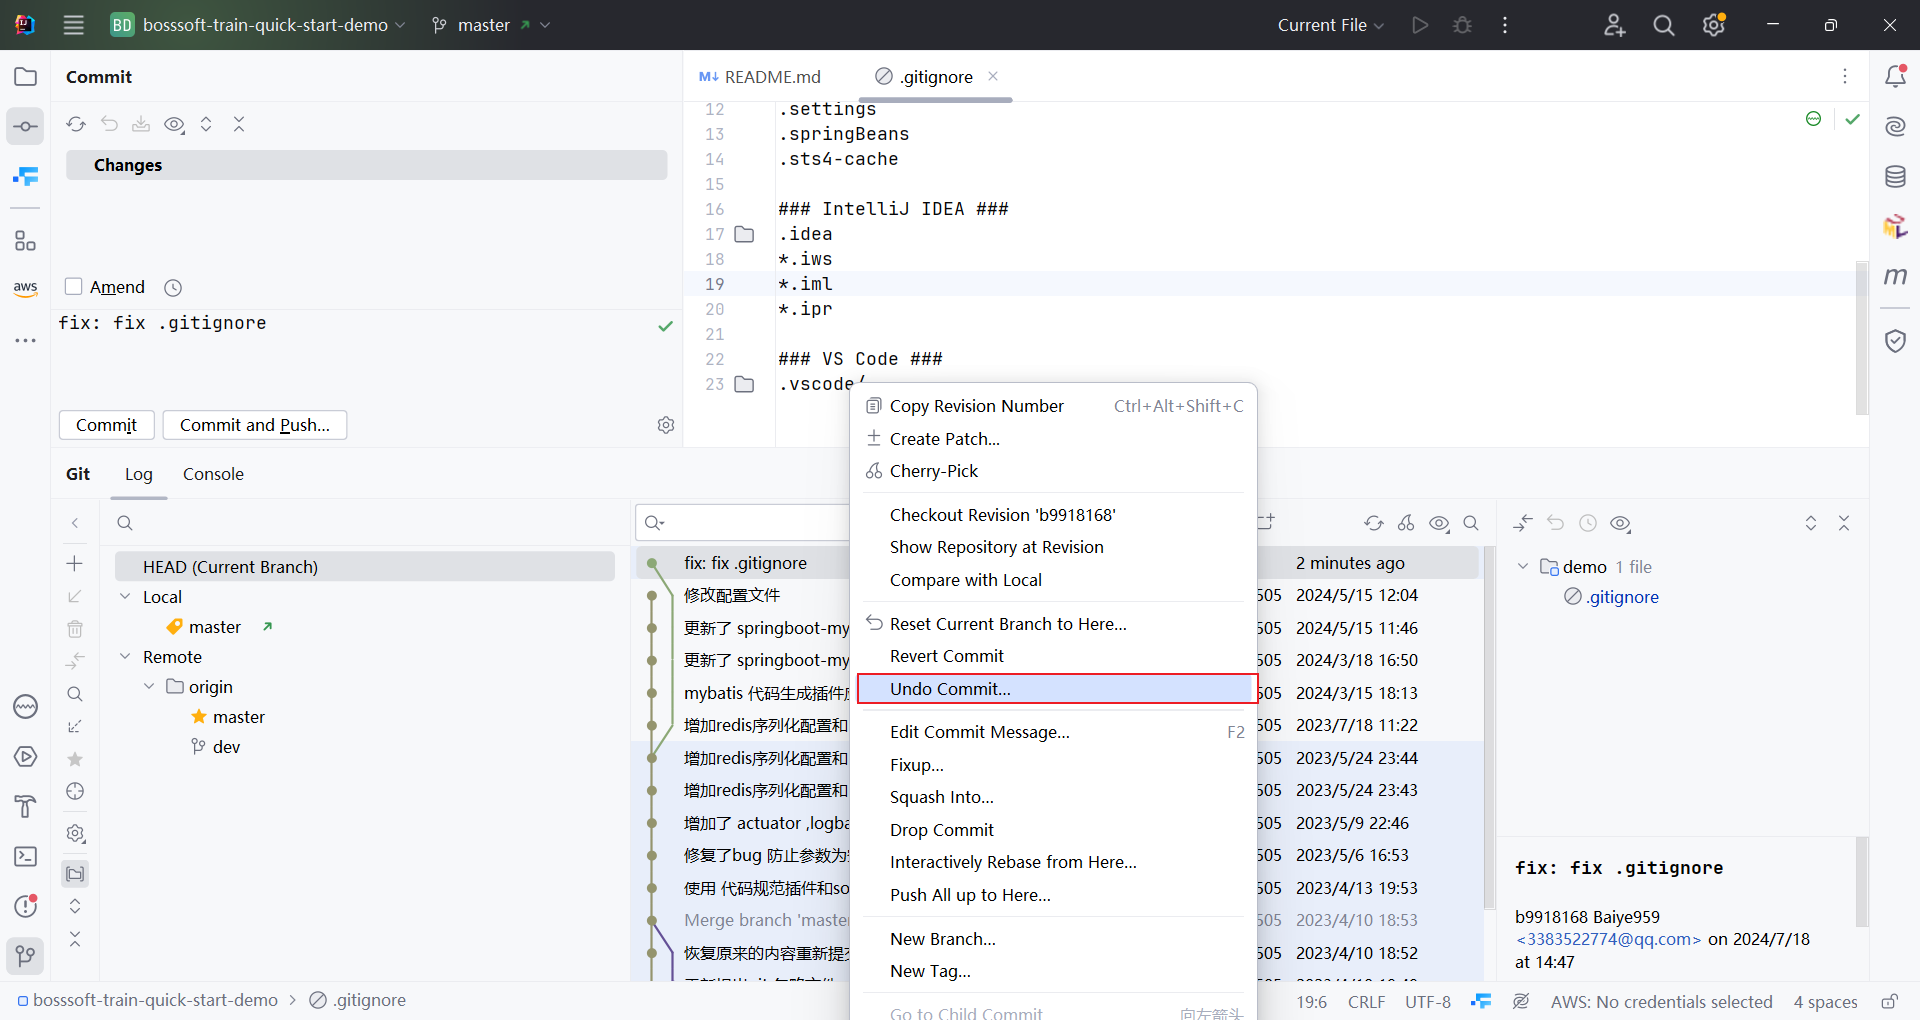 BD bosssoft-train-quick-start-demo master Current File
Commit
Changes
Amend
fix: fix .gitignore
Commit Commit and Push...
aws
M↓ README.md .gitignore
12 .settings
13 .springBeans
14 .sts4-cache
15
16 ### IntelliJ IDEA ###
17 .idea
18 *.iws
19 *.iml
20 *.ipr
21
22 ### VS Code ###
23 .vscode/
Git Log Console
HEAD (Current Branch)
Local
master
Remote
origin
master
dev
fix: fix .gitignore 2 minutes ago
修改配置文件 505 2024/5/15 12:04
更新了 springboot-my 505 2024/5/15 11:46
更新了 springboot-my 505 2024/3/18 16:50
mybatis 代码生成插件 505 2024/3/15 18:13
增加redis序列化配置和 505 2023/7/18 11:22
增加redis序列化配置和 505 2023/5/24 23:44
增加redis序列化配置和 505 2023/5/24 23:43
增加了 actuator ,logba 505 2023/5/9 22:46
修复了bug 防止参数为 505 2023/5/6 16:53
使用 代码规范插件和so 505 2023/4/13 19:53
Merge branch 'master 505 2023/4/10 18:53
恢复原来的内容重新提交 505 2023/4/10 18:52
Copy Revision Number Ctrl+Alt+Shift+C
Create Patch...
Cherry-Pick
Checkout Revision 'b9918168'
Show Repository at Revision
Compare with Local
Reset Current Branch to Here...
Revert Commit
Undo Commit...
Edit Commit Message... F2
Fixup...
Squash Into...
Drop Commit
Interactively Rebase from Here...
Push All up to Here...
New Branch...
New Tag...
Go to Child Commit 向左箭头
demo 1 file
.gitignore
fix: fix .gitignore
b9918168 Baiye959
<3383522774@qq.com> on 2024/7/18
at 14:47
bosssoft-train-quick-start-demo > .gitignore
19:6 CRLF UTF-8 AWS: No credentials selected 4 spaces